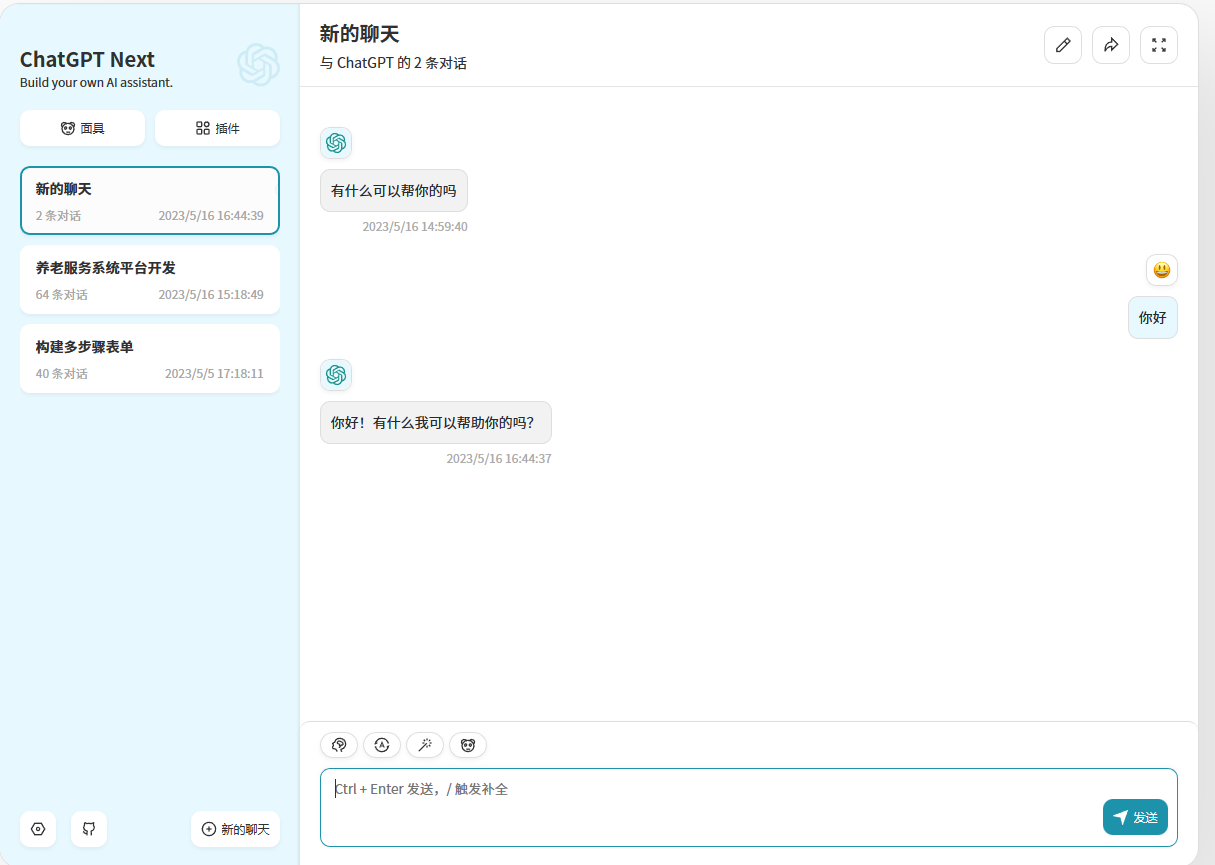 ChatGPT Next
Build your own AI assistant.
面具
插件
新的聊天
2 条对话 2023/5/16 16:44:39
养老服务系统平台开发
64 条对话 2023/5/16 15:18:49
构建多步骤表单
40 条对话 2023/5/5 17:18:11
新的聊天
新的聊天
与 ChatGPT 的 2 条对话
有什么可以帮你的吗
2023/5/16 14:59:40
你好
你好！有什么我可以帮助你的吗？
2023/5/16 16:44:37
Ctrl + Enter 发送，/ 触发补全
发送